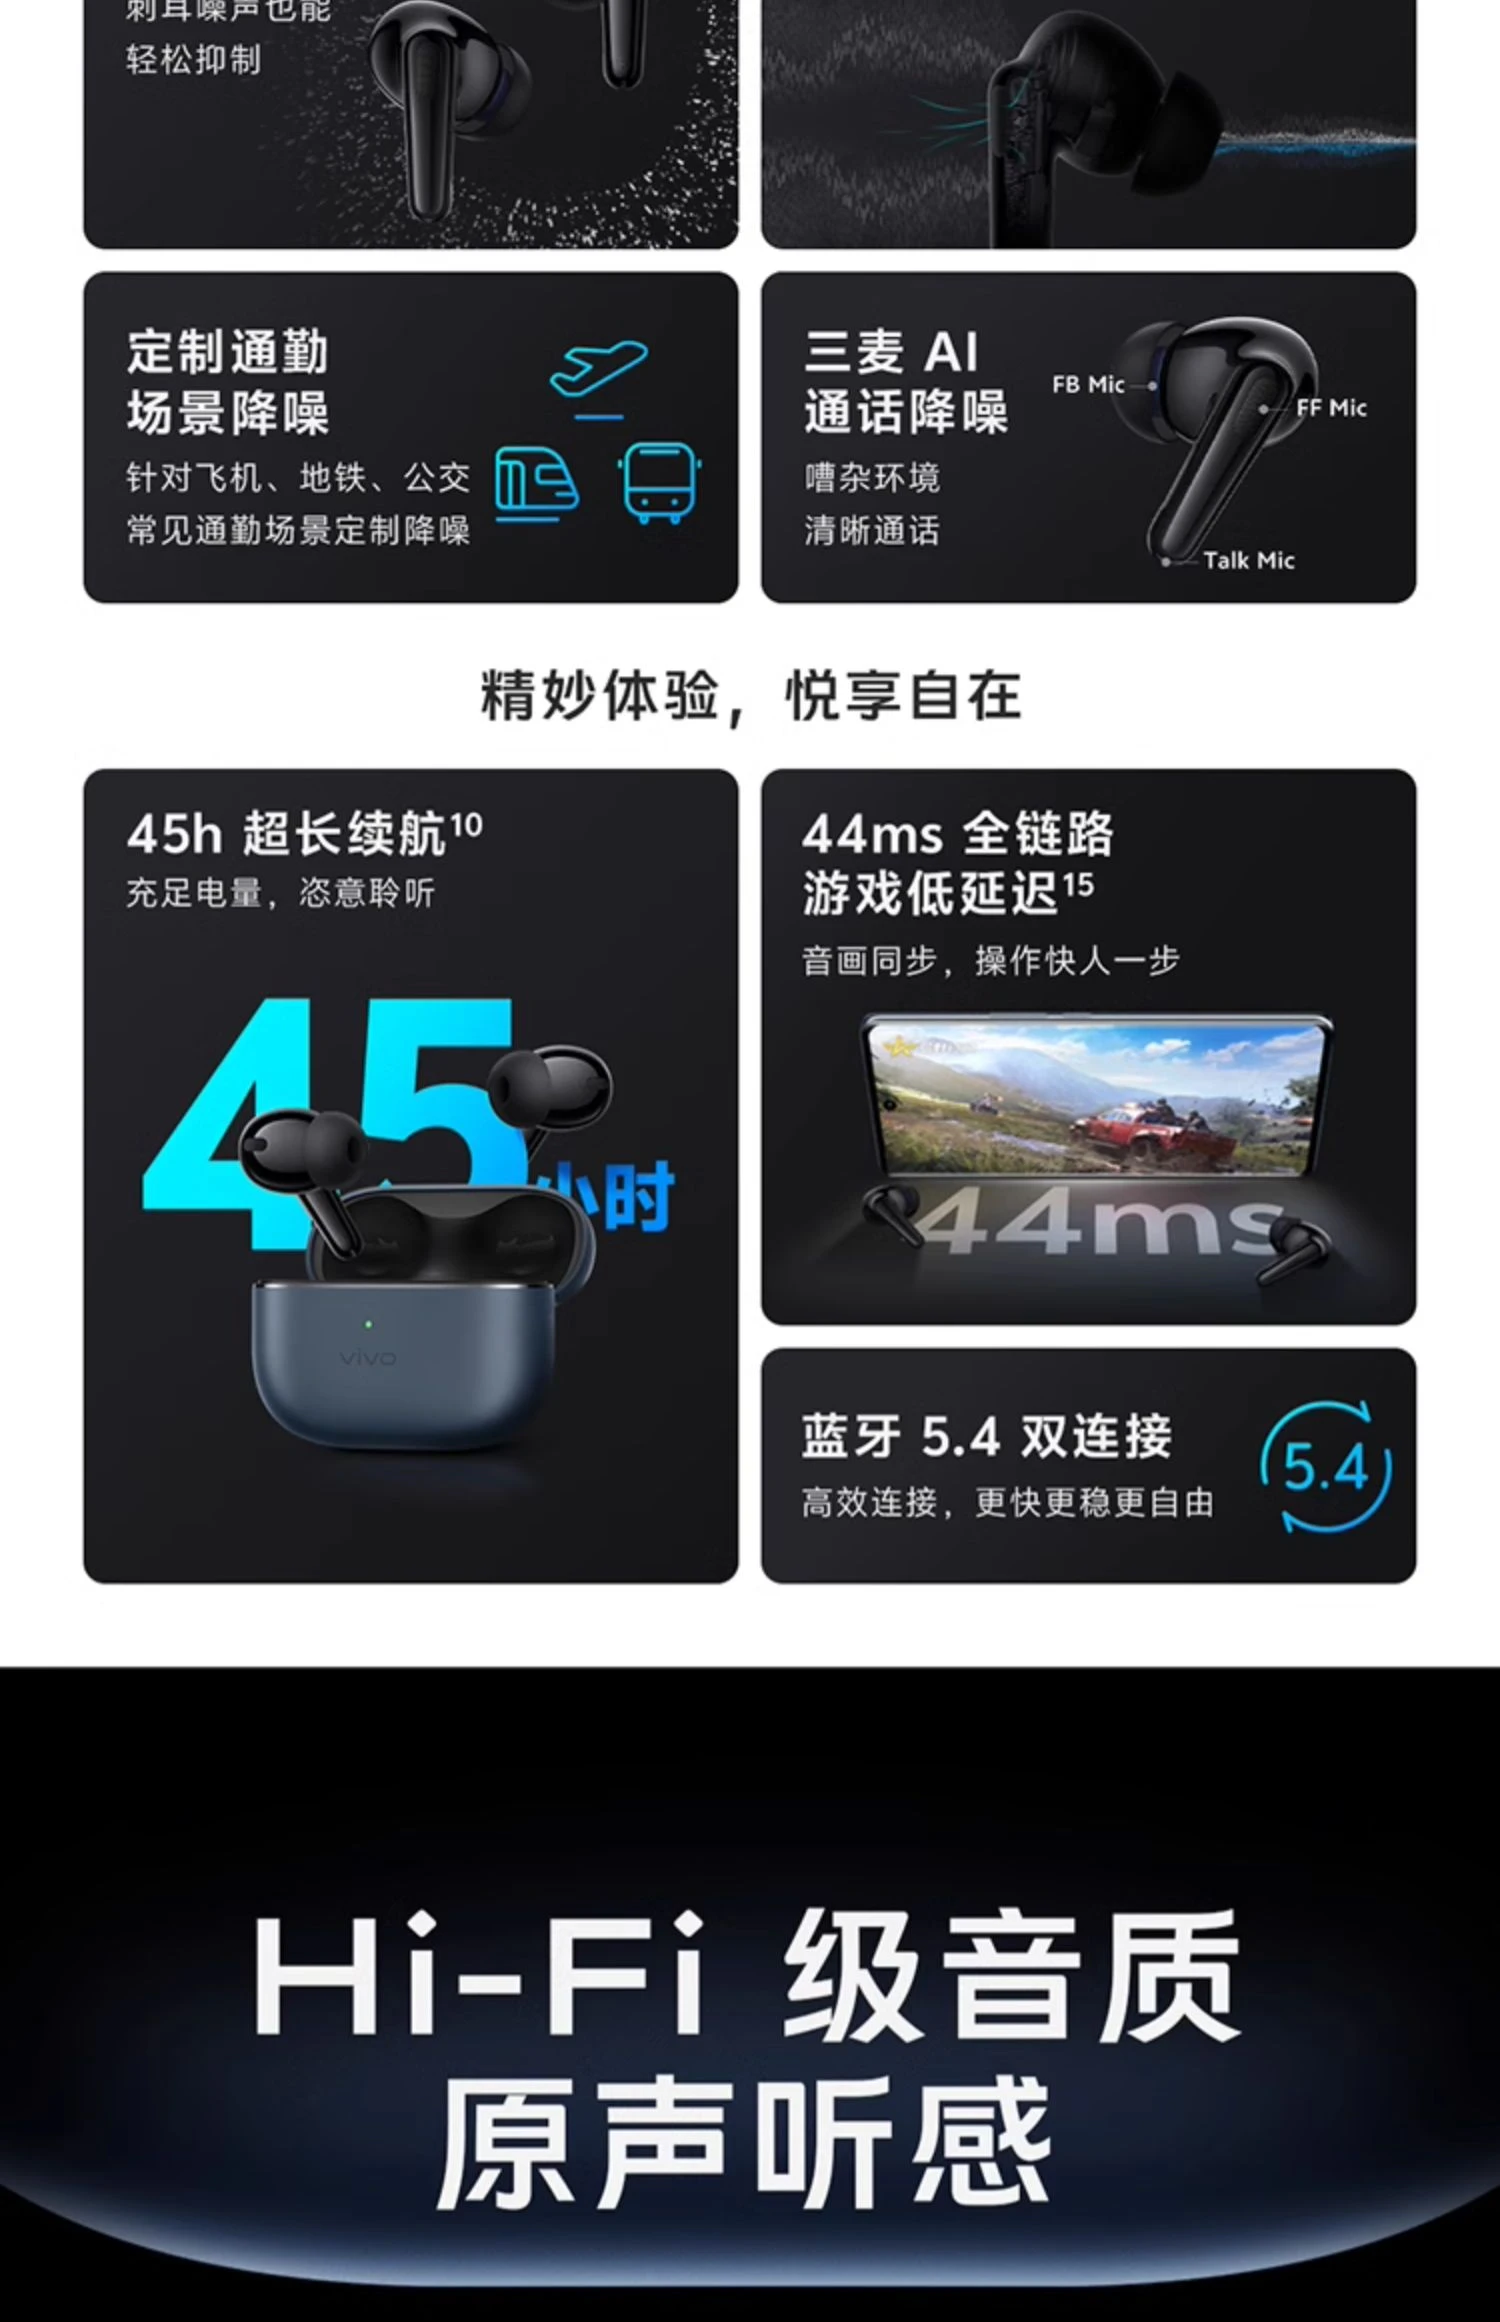 刺耳噪声也能
轻松抑制
定制通勤
场景降噪
针对飞机、地铁、公交
常见通勤场景定制降噪
三麦 AI
通话降噪
嘈杂环境
清晰通话
FB Mic
FF Mic
Talk Mic
精妙体验，悦享自在
45h 超长续航10
充足电量，恣意聆听
45小时
vivo
44ms 全链路
游戏低延迟15
音画同步，操作快人一步
44ms
蓝牙 5.4 双连接
高效连接，更快更稳更自由
5.4
Hi-Fi 级音质
原声听感